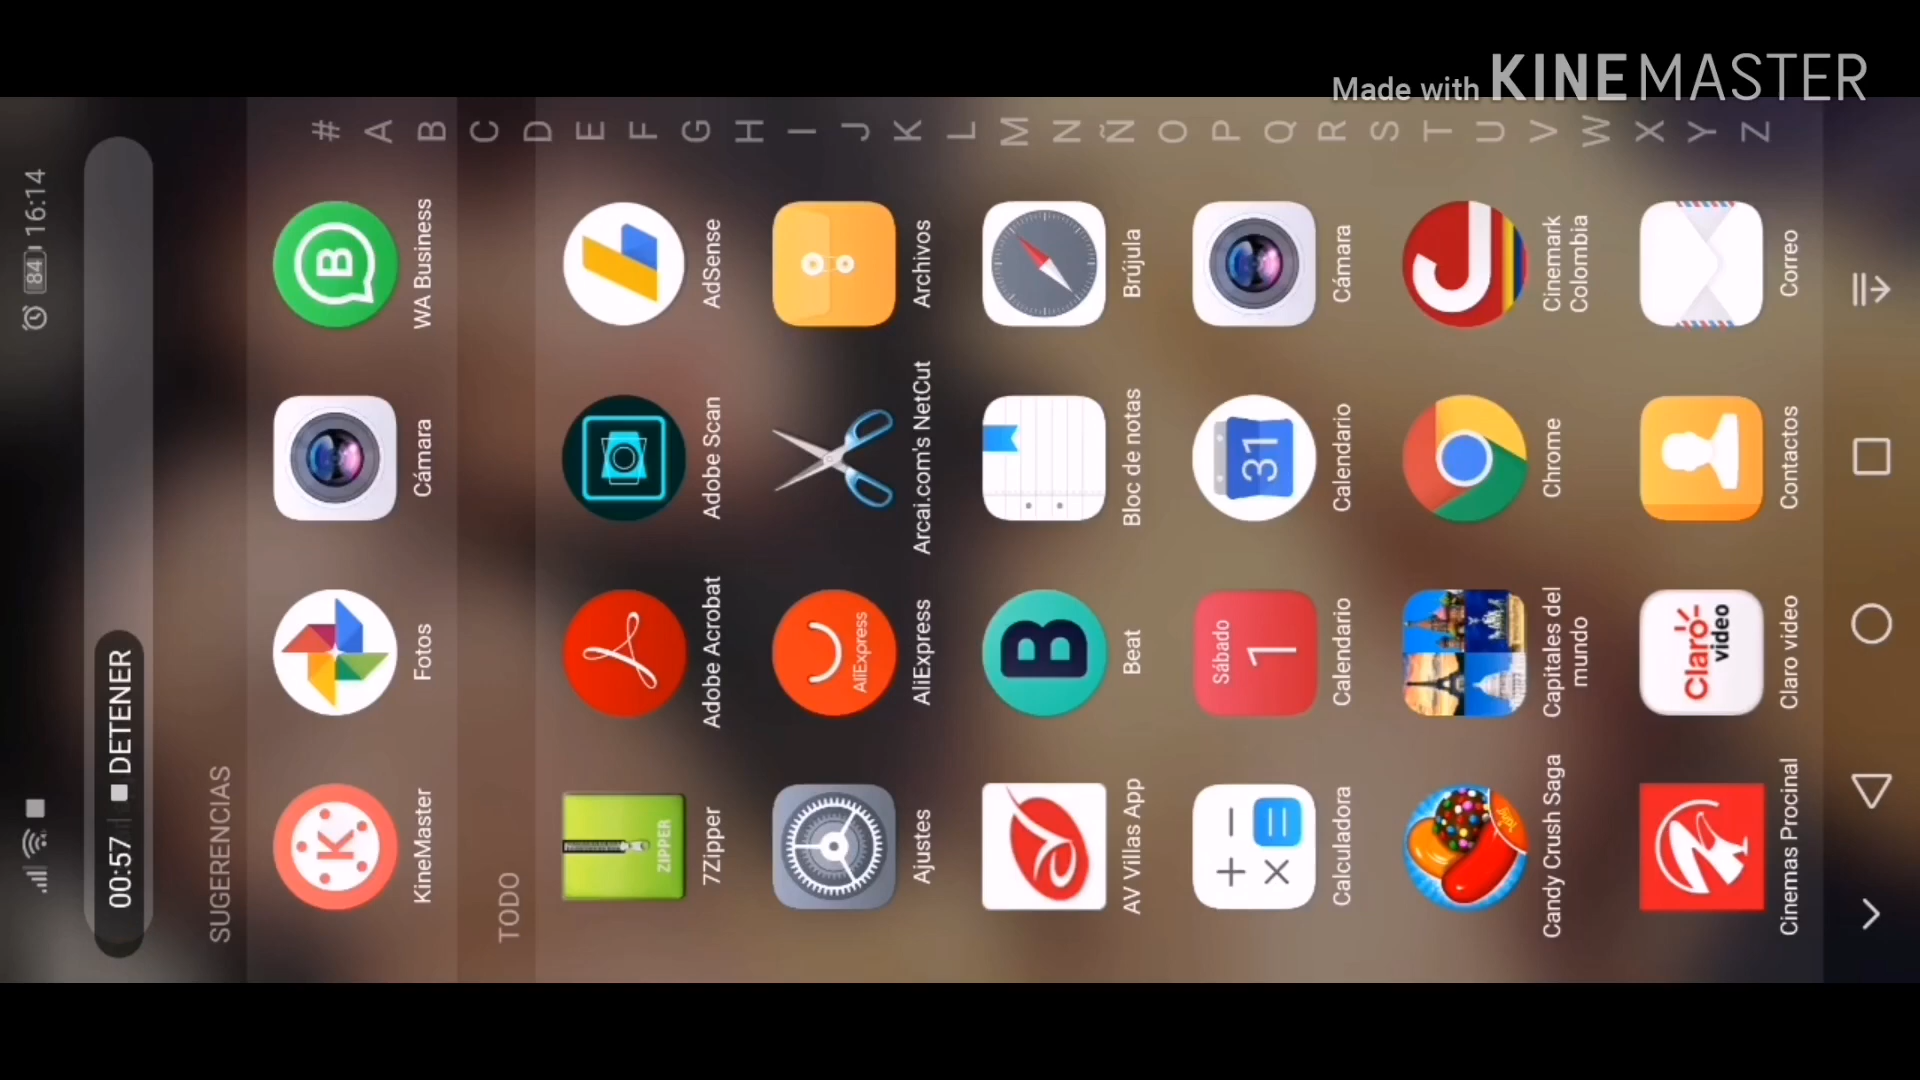 Made with KINEMASTER
84 16:14
00:57 DETENER
SUGERENCIAS
KineMaster
Fotos
Cámara
WA Business
TODO
ZIPPER
7Zipper
Adobe Acrobat
Adobe Scan
AdSense
Ajustes
AliExpress
AliExpress
Arcai.com's NetCut
Archivos
AV Villas App
B
Beat
Bloc de notas
Brújula
Calculadora
Sábado
1
Calendario
31
Calendario
Cámara
King
Candy Crush Saga
Capitales del
mundo
Chrome
Cinemark
Colombia
Cinemas Procinal
Claro
video
Claro video
Contactos
Correo
#
A
B
C
D
E
F
G
H
I
J
K
L
M
N
Ñ
O
P
Q
R
S
T
U
V
W
X
Y
Z